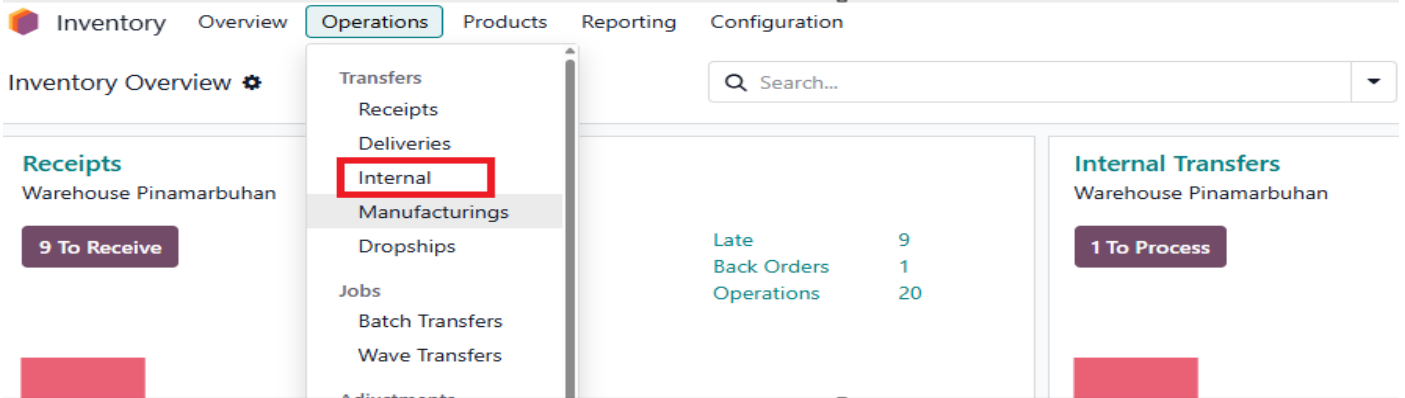 Inventory Overview Operations Products Reporting Configuration
Inventory Overview
Search...
Transfers
Receipts
Deliveries
Internal
Manufacturings
Dropships
Jobs
Batch Transfers
Wave Transfers
Receipts
Warehouse Pinamarbuhan
9 To Receive
Late 9
Back Orders 1
Operations 20
Internal Transfers
Warehouse Pinamarbuhan
1 To Process